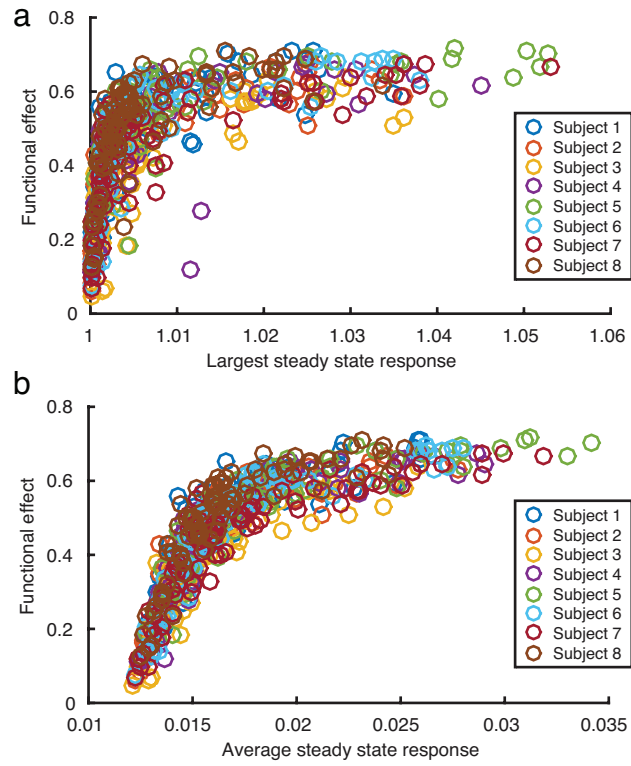 a
0.8
0.6
0.4
0.2
0
Functional effect
Subject 1
Subject 2
Subject 3
Subject 4
Subject 5
Subject 6
Subject 7
Subject 8
1 1.01 1.02 1.03 1.04 1.05 1.06
Largest steady state response
b
0.8
0.6
0.4
0.2
0
Functional effect
Subject 1
Subject 2
Subject 3
Subject 4
Subject 5
Subject 6
Subject 7
Subject 8
0.01 0.015 0.02 0.025 0.03 0.035
Average steady state response